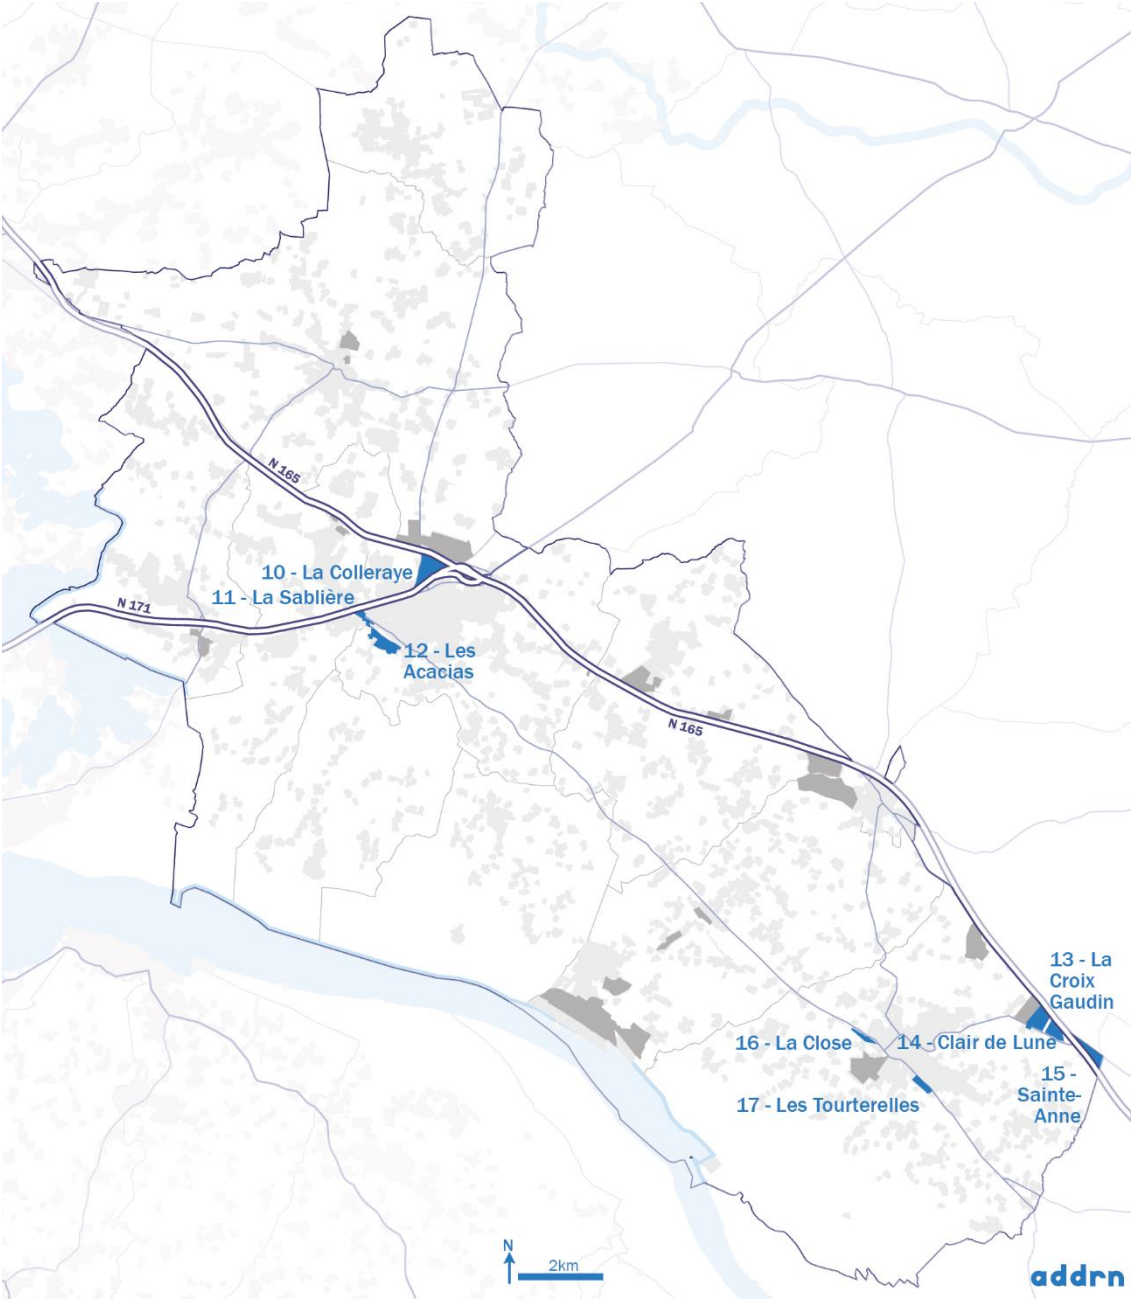 N 165
10 - La Colleraye
11 - La Sablière
N 171
12 - Les
Acacias
N 165
13 - La
Croix
Gaudin
16 - La Close
14 - Clair de Lune
15 -
Sainte-
Anne
17 - Les Tourterelles
N
2km
addrn